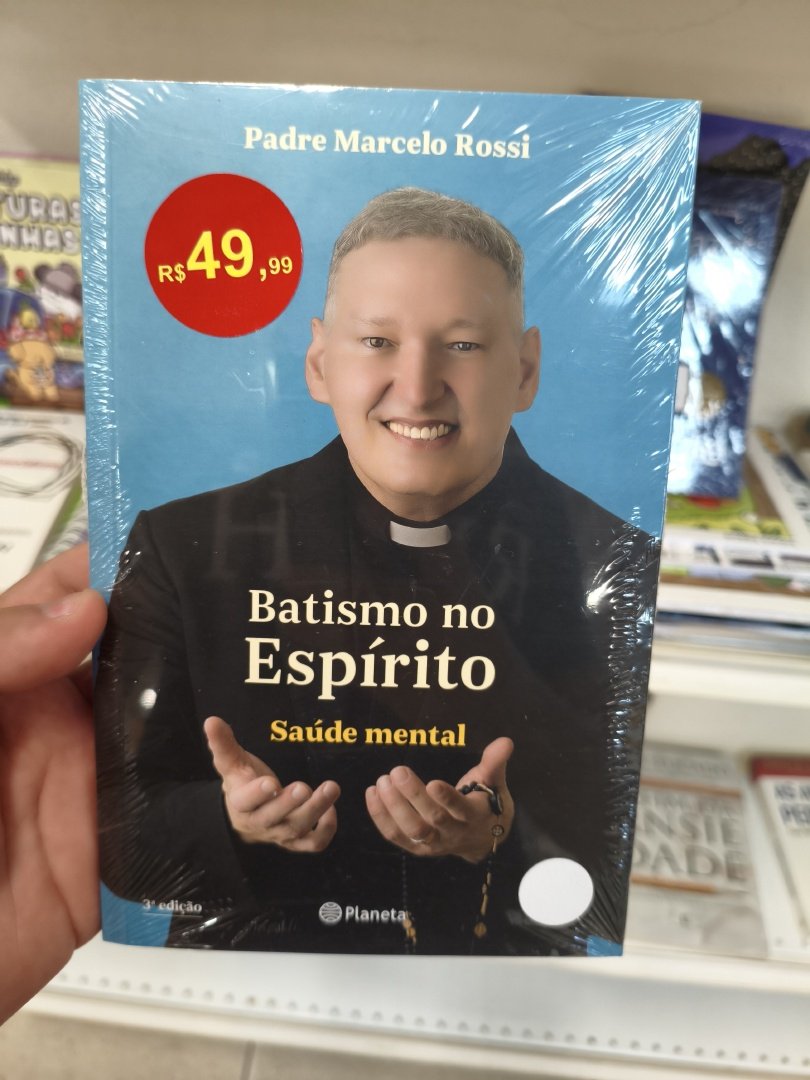 Padre Marcelo Rossi
R$49,99
Batismo no
Espírito
Saúde mental
3ª edição
Planeta